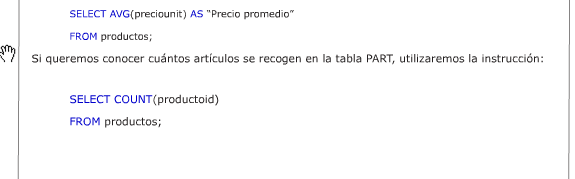 SELECT AVG(preciounit) AS “Precio promedio”
FROM productos;
Si queremos conocer cuántos artículos se recogen en la tabla PART, utilizaremos la instrucción:
SELECT COUNT(productoid)
FROM productos;